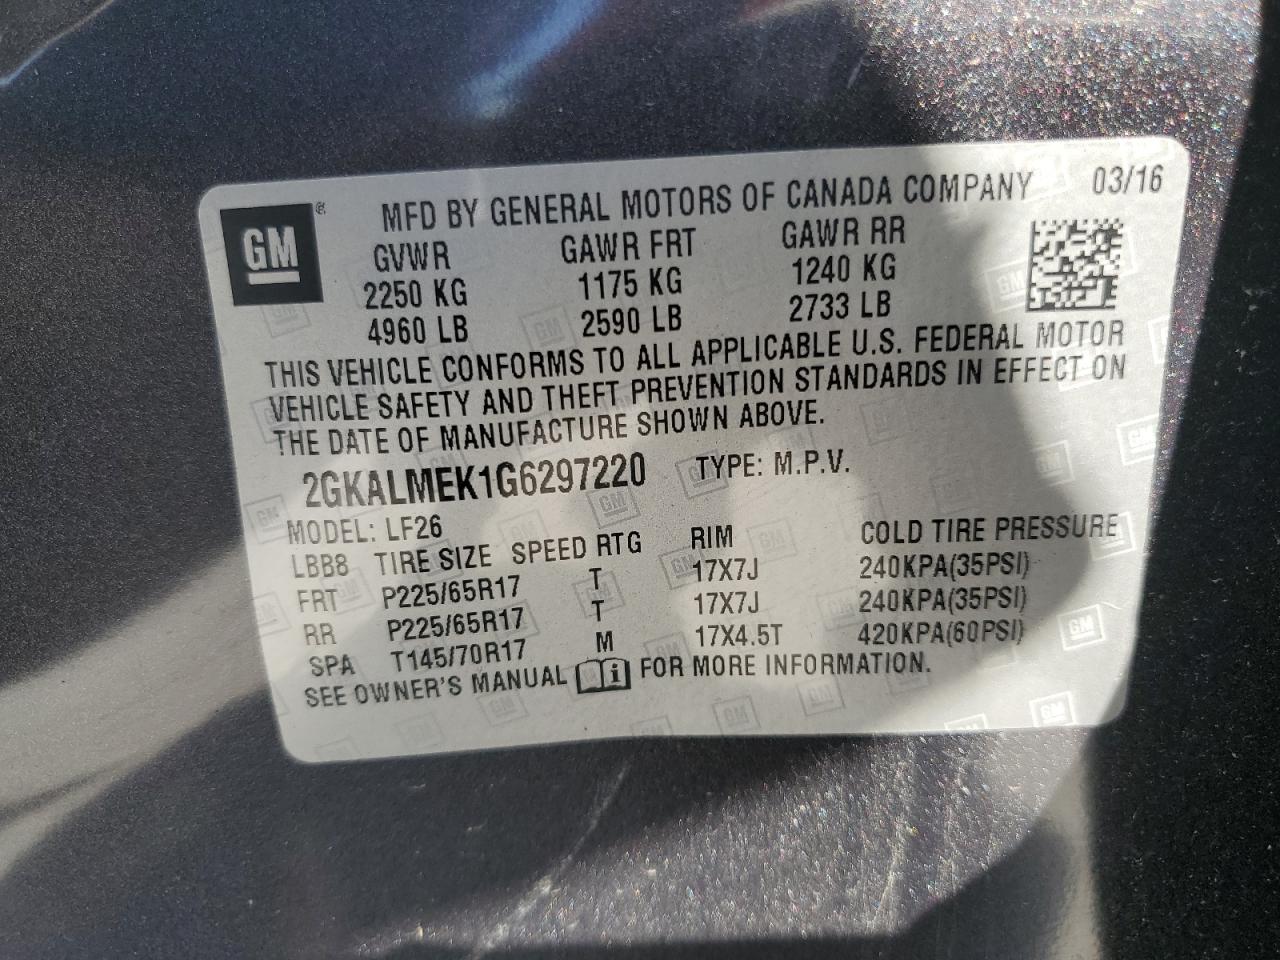 GM ® MFD BY GENERAL MOTORS OF CANADA COMPANY 03/16
GVWR GAWR FRT GAWR RR
2250 KG 1175 KG 1240 KG
4960 LB 2590 LB 2733 LB
THIS VEHICLE CONFORMS TO ALL APPLICABLE U.S. FEDERAL MOTOR
VEHICLE SAFETY AND THEFT PREVENTION STANDARDS IN EFFECT ON
THE DATE OF MANUFACTURE SHOWN ABOVE.
2GKALMEK1G6297220 TYPE: M.P.V.
MODEL: LF26
LBB8 TIRE SIZE SPEED RTG RIM COLD TIRE PRESSURE
FRT P225/65R17 T 17X7J 240KPA(35PSI)
RR P225/65R17 T 17X7J 240KPA(35PSI)
SPA T145/70R17 M 17X4.5T 420KPA(60PSI)
SEE OWNER'S MANUAL i FOR MORE INFORMATION.